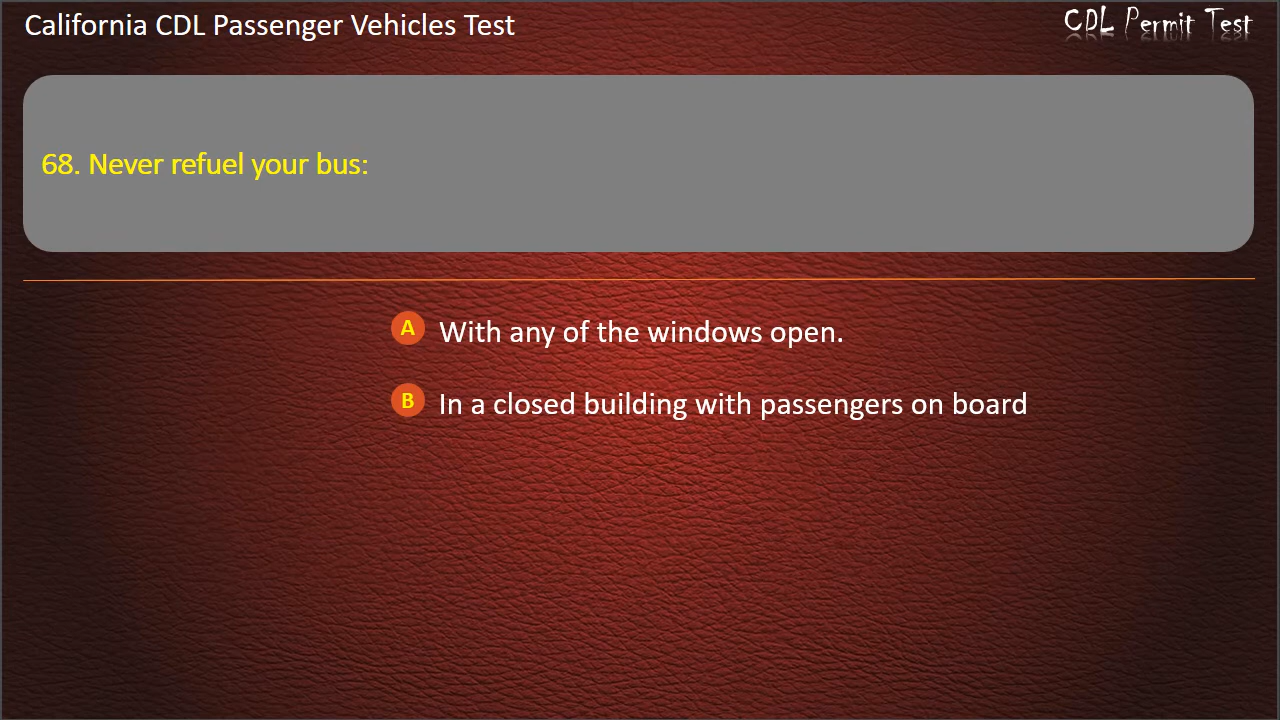 California CDL Passenger Vehicles Test
CDL Permit Test
68. Never refuel your bus:
A With any of the windows open.
B In a closed building with passengers on board